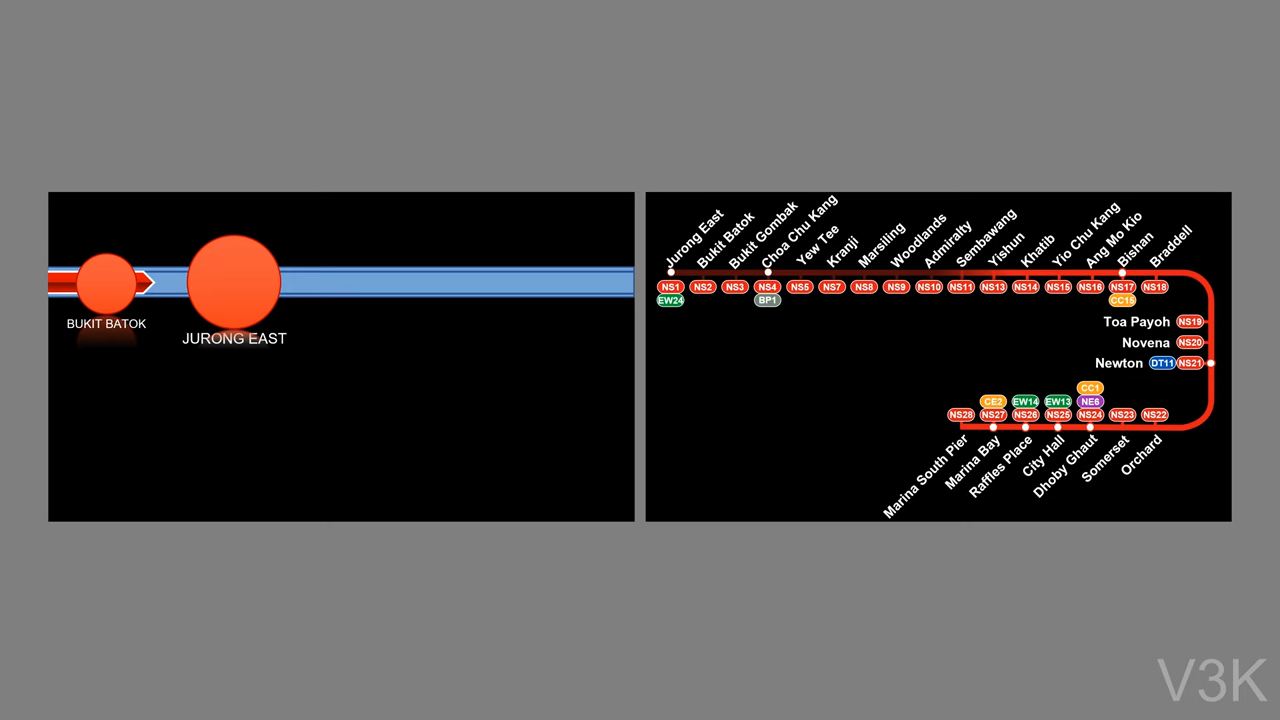 BUKIT BATOK
JURONG EAST
Jurong East
Bukit Batok
Bukit Gombak
Choa Chu Kang
Yew Tee
Kranji
Marsiling
Woodlands
Admiralty
Sembawang
Yishun
Khatib
Yio Chu Kang
Ang Mo Kio
Bishan
Braddell
NS1 NS2 NS3 NS4 NS5 NS7 NS8 NS9 NS10 NS11 NS13 NS14 NS15 NS16 NS17 NS18
EW24 BP1 CC15
Toa Payoh NS19
Novena NS20
Newton DT11 NS21
CC1
CE2 EW14 EW13 NE6
NS28 NS27 NS26 NS25 NS24 NS23 NS22
Marina South Pier
Marina Bay
Raffles Place
City Hall
Dhoby Ghaut
Somerset
Orchard
V3K